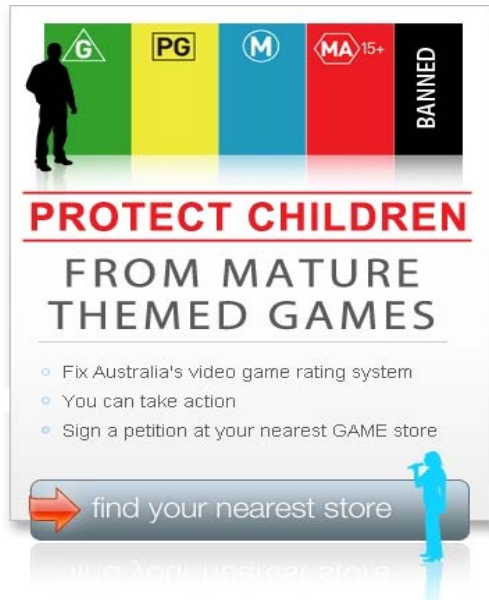 G
PG
M
MA 15+
BANNED
PROTECT CHILDREN
FROM MATURE
THEMED GAMES
Fix Australia's video game rating system
You can take action
Sign a petition at your nearest GAME store
find your nearest store